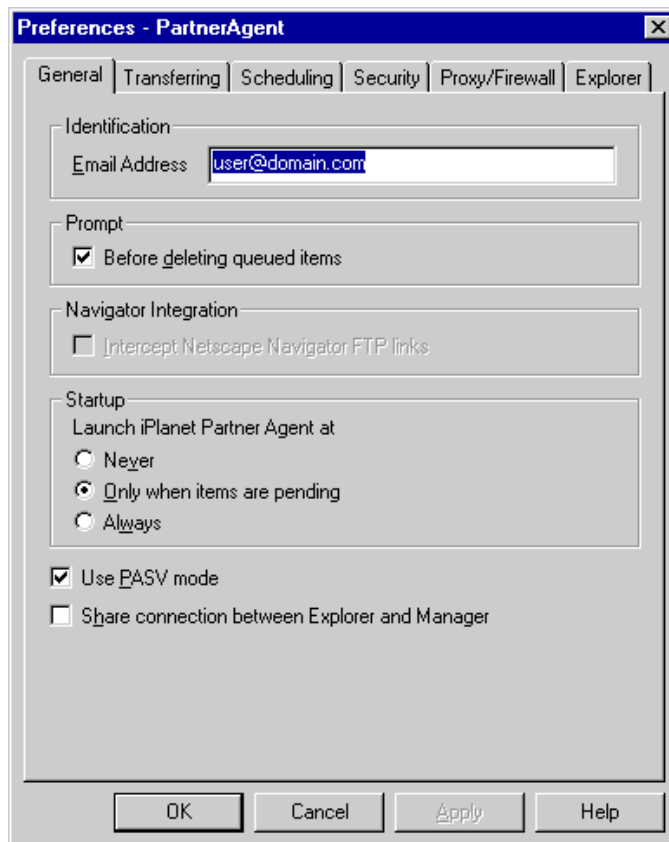 Preferences - PartnerAgent
General Transferring Scheduling Security Proxy/Firewall Explorer
Identification
Email Address user@domain.com
Prompt
Before deleting queued items
Navigator Integration
Intercept Netscape Navigator FTP links
Startup
Launch iPlanet Partner Agent at
Never
Only when items are pending
Always
Use PASV mode
Share connection between Explorer and Manager
OK Cancel Apply Help